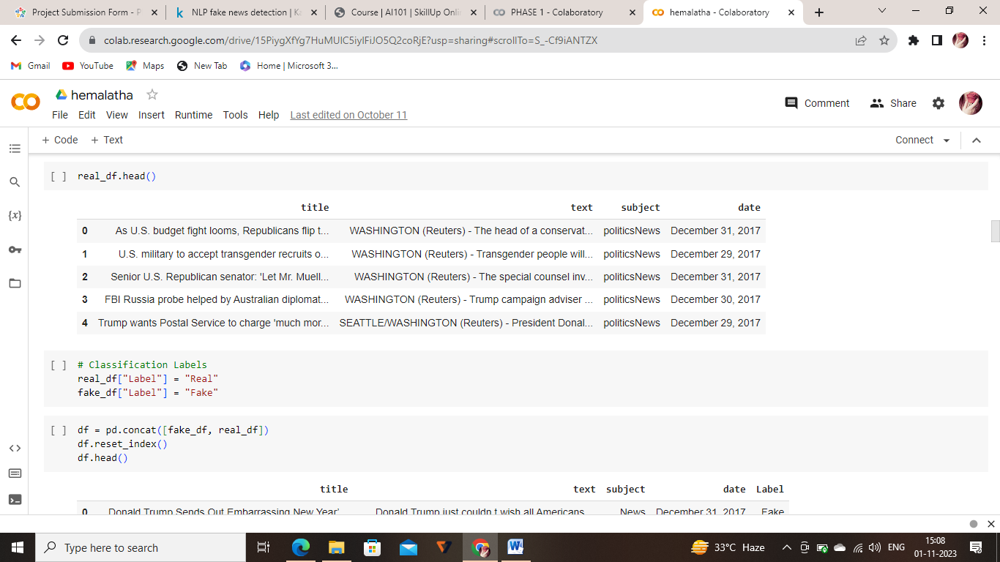 Project Submission Form - P
NLP fake news detection | Ka
Course | AI101 | SkillUp Onli
PHASE 1 - Colaboratory
hemalatha - Colaboratory
colab.research.google.com/drive/15PiygXfYg7HuMUlC5iylFiJO5Q2coRjE?usp=sharing#scrollTo=S_-Cf9iANTZX
Gmail YouTube Maps New Tab Home | Microsoft 3...
hemalatha
File Edit View Insert Runtime Tools Help Last edited on October 11
Comment Share
+ Code + Text Connect
[ ] real_df.head()
title text subject date
0 As U.S. budget fight looms, Republicans flip t... WASHINGTON (Reuters) - The head of a conservat... politicsNews December 31, 2017
1 U.S. military to accept transgender recruits o... WASHINGTON (Reuters) - Transgender people will... politicsNews December 29, 2017
2 Senior U.S. Republican senator: 'Let Mr. Muell... WASHINGTON (Reuters) - The special counsel inv... politicsNews December 31, 2017
3 FBI Russia probe helped by Australian diplomat... WASHINGTON (Reuters) - Trump campaign adviser ... politicsNews December 30, 2017
4 Trump wants Postal Service to charge 'much mor... SEATTLE/WASHINGTON (Reuters) - President Donal... politicsNews December 29, 2017
[ ] # Classification Labels
real_df["Label"] = "Real"
fake_df["Label"] = "Fake"
[ ] df = pd.concat([fake_df, real_df])
df.reset_index()
df.head()
title text subject date Label
0 Donald Trump Sends Out Embarrassing New Year' Donald Trump just couldn t wish all Americans News December 31, 2017 Fake
{x}
Type here to search
33°C Haze
ENG
15:08
01-11-2023